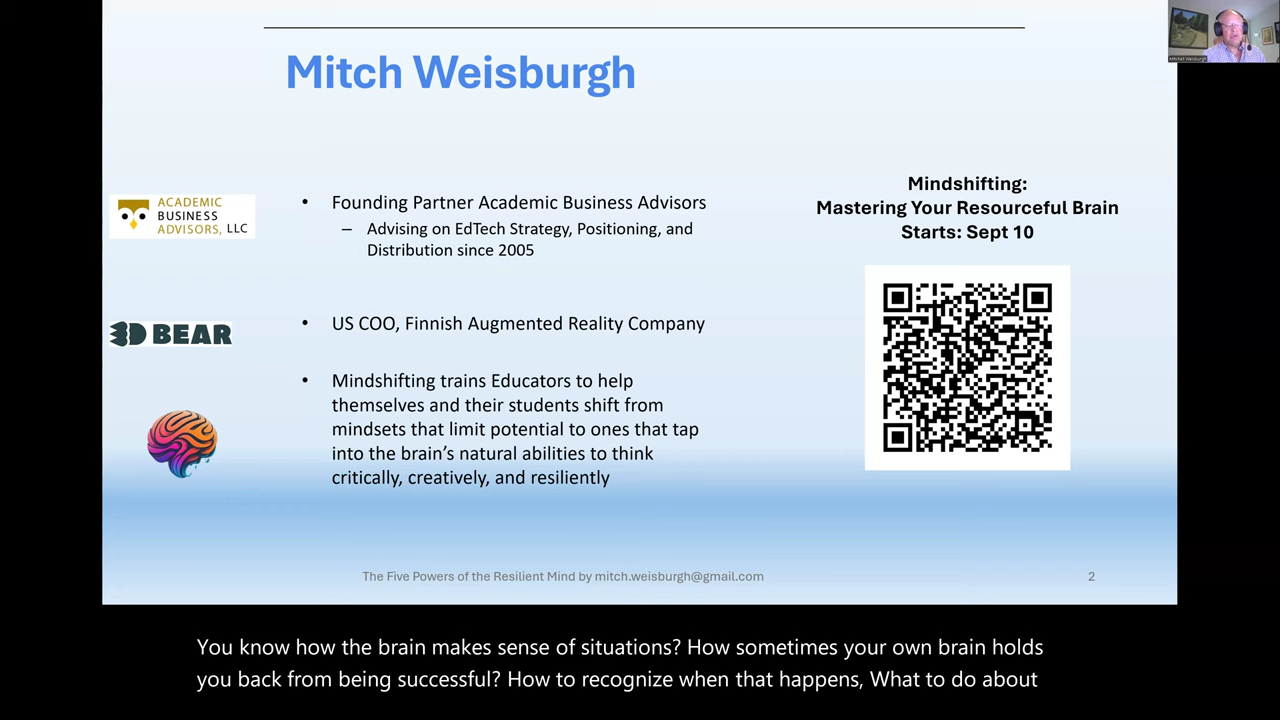 Mitch Weisburgh
ACADEMIC
BUSINESS
ADVISORS, LLC
• Founding Partner Academic Business Advisors
– Advising on EdTech Strategy, Positioning, and
Distribution since 2005
3D BEAR
• US COO, Finnish Augmented Reality Company
• Mindshifting trains Educators to help
themselves and their students shift from
mindsets that limit potential to ones that tap
into the brain’s natural abilities to think
critically, creatively, and resiliently
Mindshifting:
Mastering Your Resourceful Brain
Starts: Sept 10
The Five Powers of the Resilient Mind by mitch.weisburgh@gmail.com
2
You know how the brain makes sense of situations? How sometimes your own brain holds
you back from being successful? How to recognize when that happens, What to do about